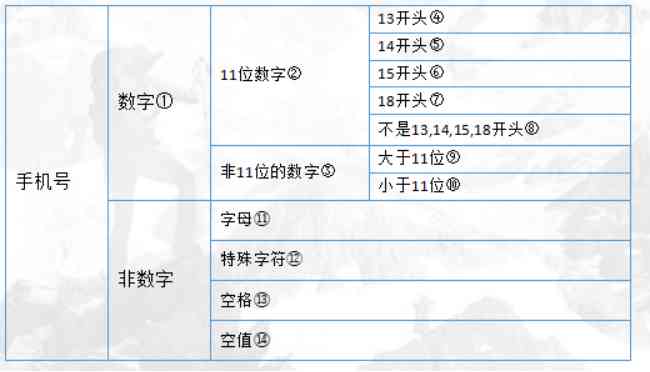 手机号
数字①
11位数字②
13开头④
14开头⑤
15开头⑥
18开头⑦
不是13,14,15,18开头⑧
非11位的数字③
大于11位⑨
小于11位⑩
非数字
字母⑪
特殊字符⑫
空格⑬
空值⑭